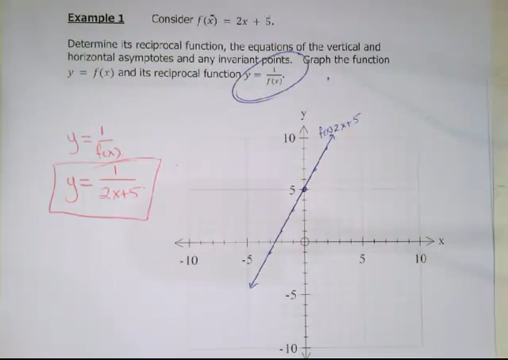 Example 1 Consider f(x) = 2x + 5.
Determine its reciprocal function, the equations of the vertical and
horizontal asymptotes and any invariant points. Graph the function
y = f(x) and its reciprocal function y = 1/f(x).
y = 1/f(x)
y = 1/2x+5
y
10
f(x)2x+5
5
x
-10 -5 5 10
-5
-10